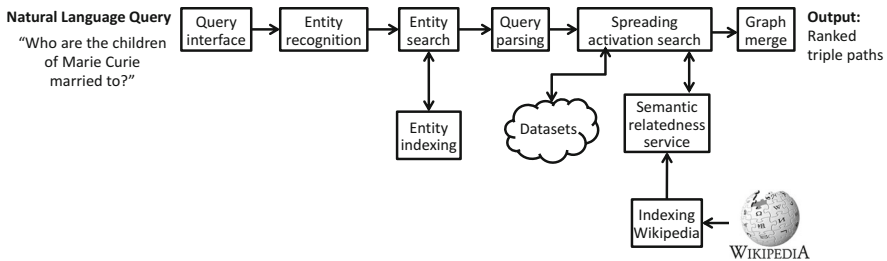 Natural Language Query
"Who are the children
of Marie Curie
married to?"
Query
interface
Entity
recognition
Entity
search
Query
parsing
Spreading
activation search
Graph
merge
Output:
Ranked
triple paths
Entity
indexing
Datasets
Semantic
relatedness
service
Indexing
Wikipedia
WIKIPEDIA